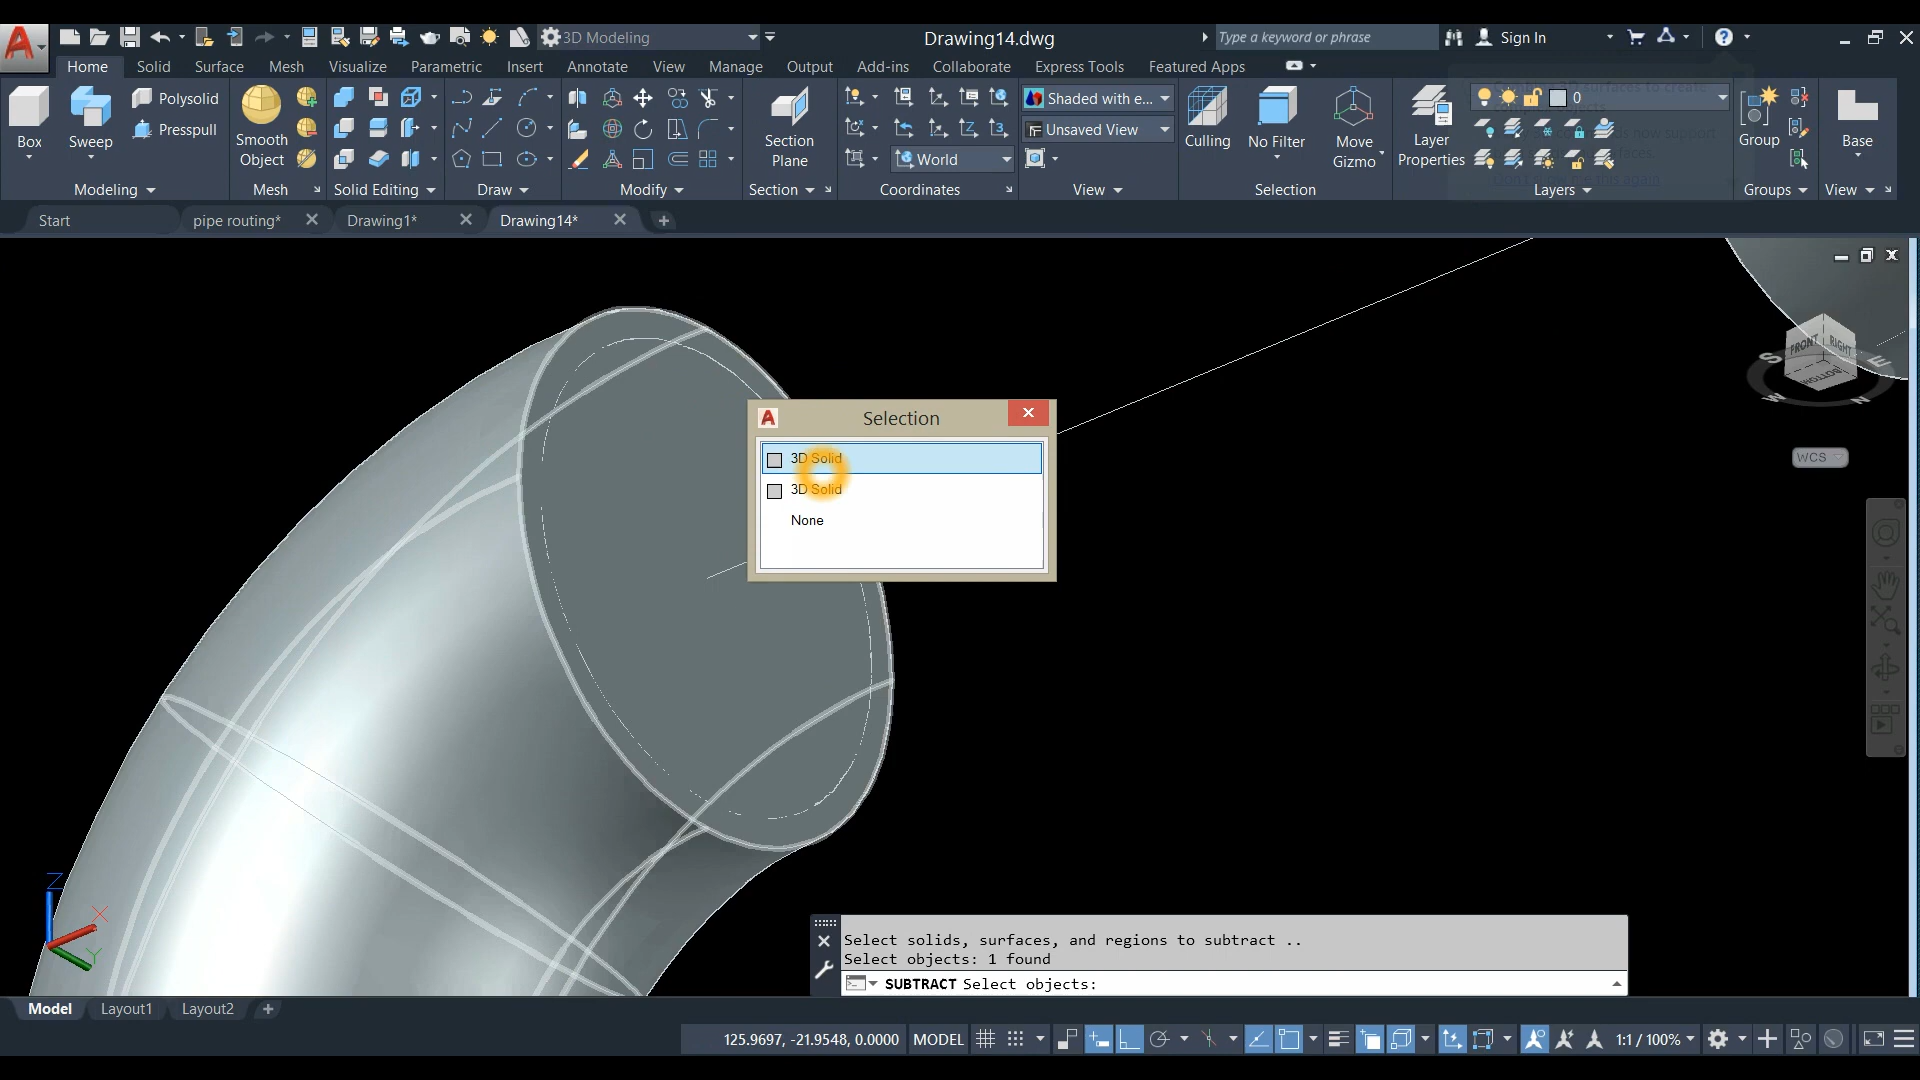 3D Modeling
Drawing14.dwg
Type a keyword or phrase
Sign In
Home
Solid
Surface
Mesh
Visualize
Parametric
Insert
Annotate
View
Manage
Output
Add-ins
Collaborate
Express Tools
Featured Apps
Box
Sweep
Polysolid
Presspull
Smooth
Object
Section
Plane
World
Shaded with e...
Unsaved View
Culling
No Filter
Move
Gizmo
Layer
Properties
0
Group
Base
Modeling
Mesh
Solid Editing
Draw
Modify
Section
Coordinates
View
Selection
Layers
Groups
View
Start
pipe routing*
Drawing1*
Drawing14*
FRONT
RIGHT
BOTTOM
S
E
W
N
WCS
Selection
3D Solid
3D Solid
None
Z
X
Y
Select solids, surfaces, and regions to subtract ..
Select objects: 1 found
SUBTRACT Select objects:
Model
Layout1
Layout2
125.9697, -21.9548, 0.0000
MODEL
1:1 / 100%